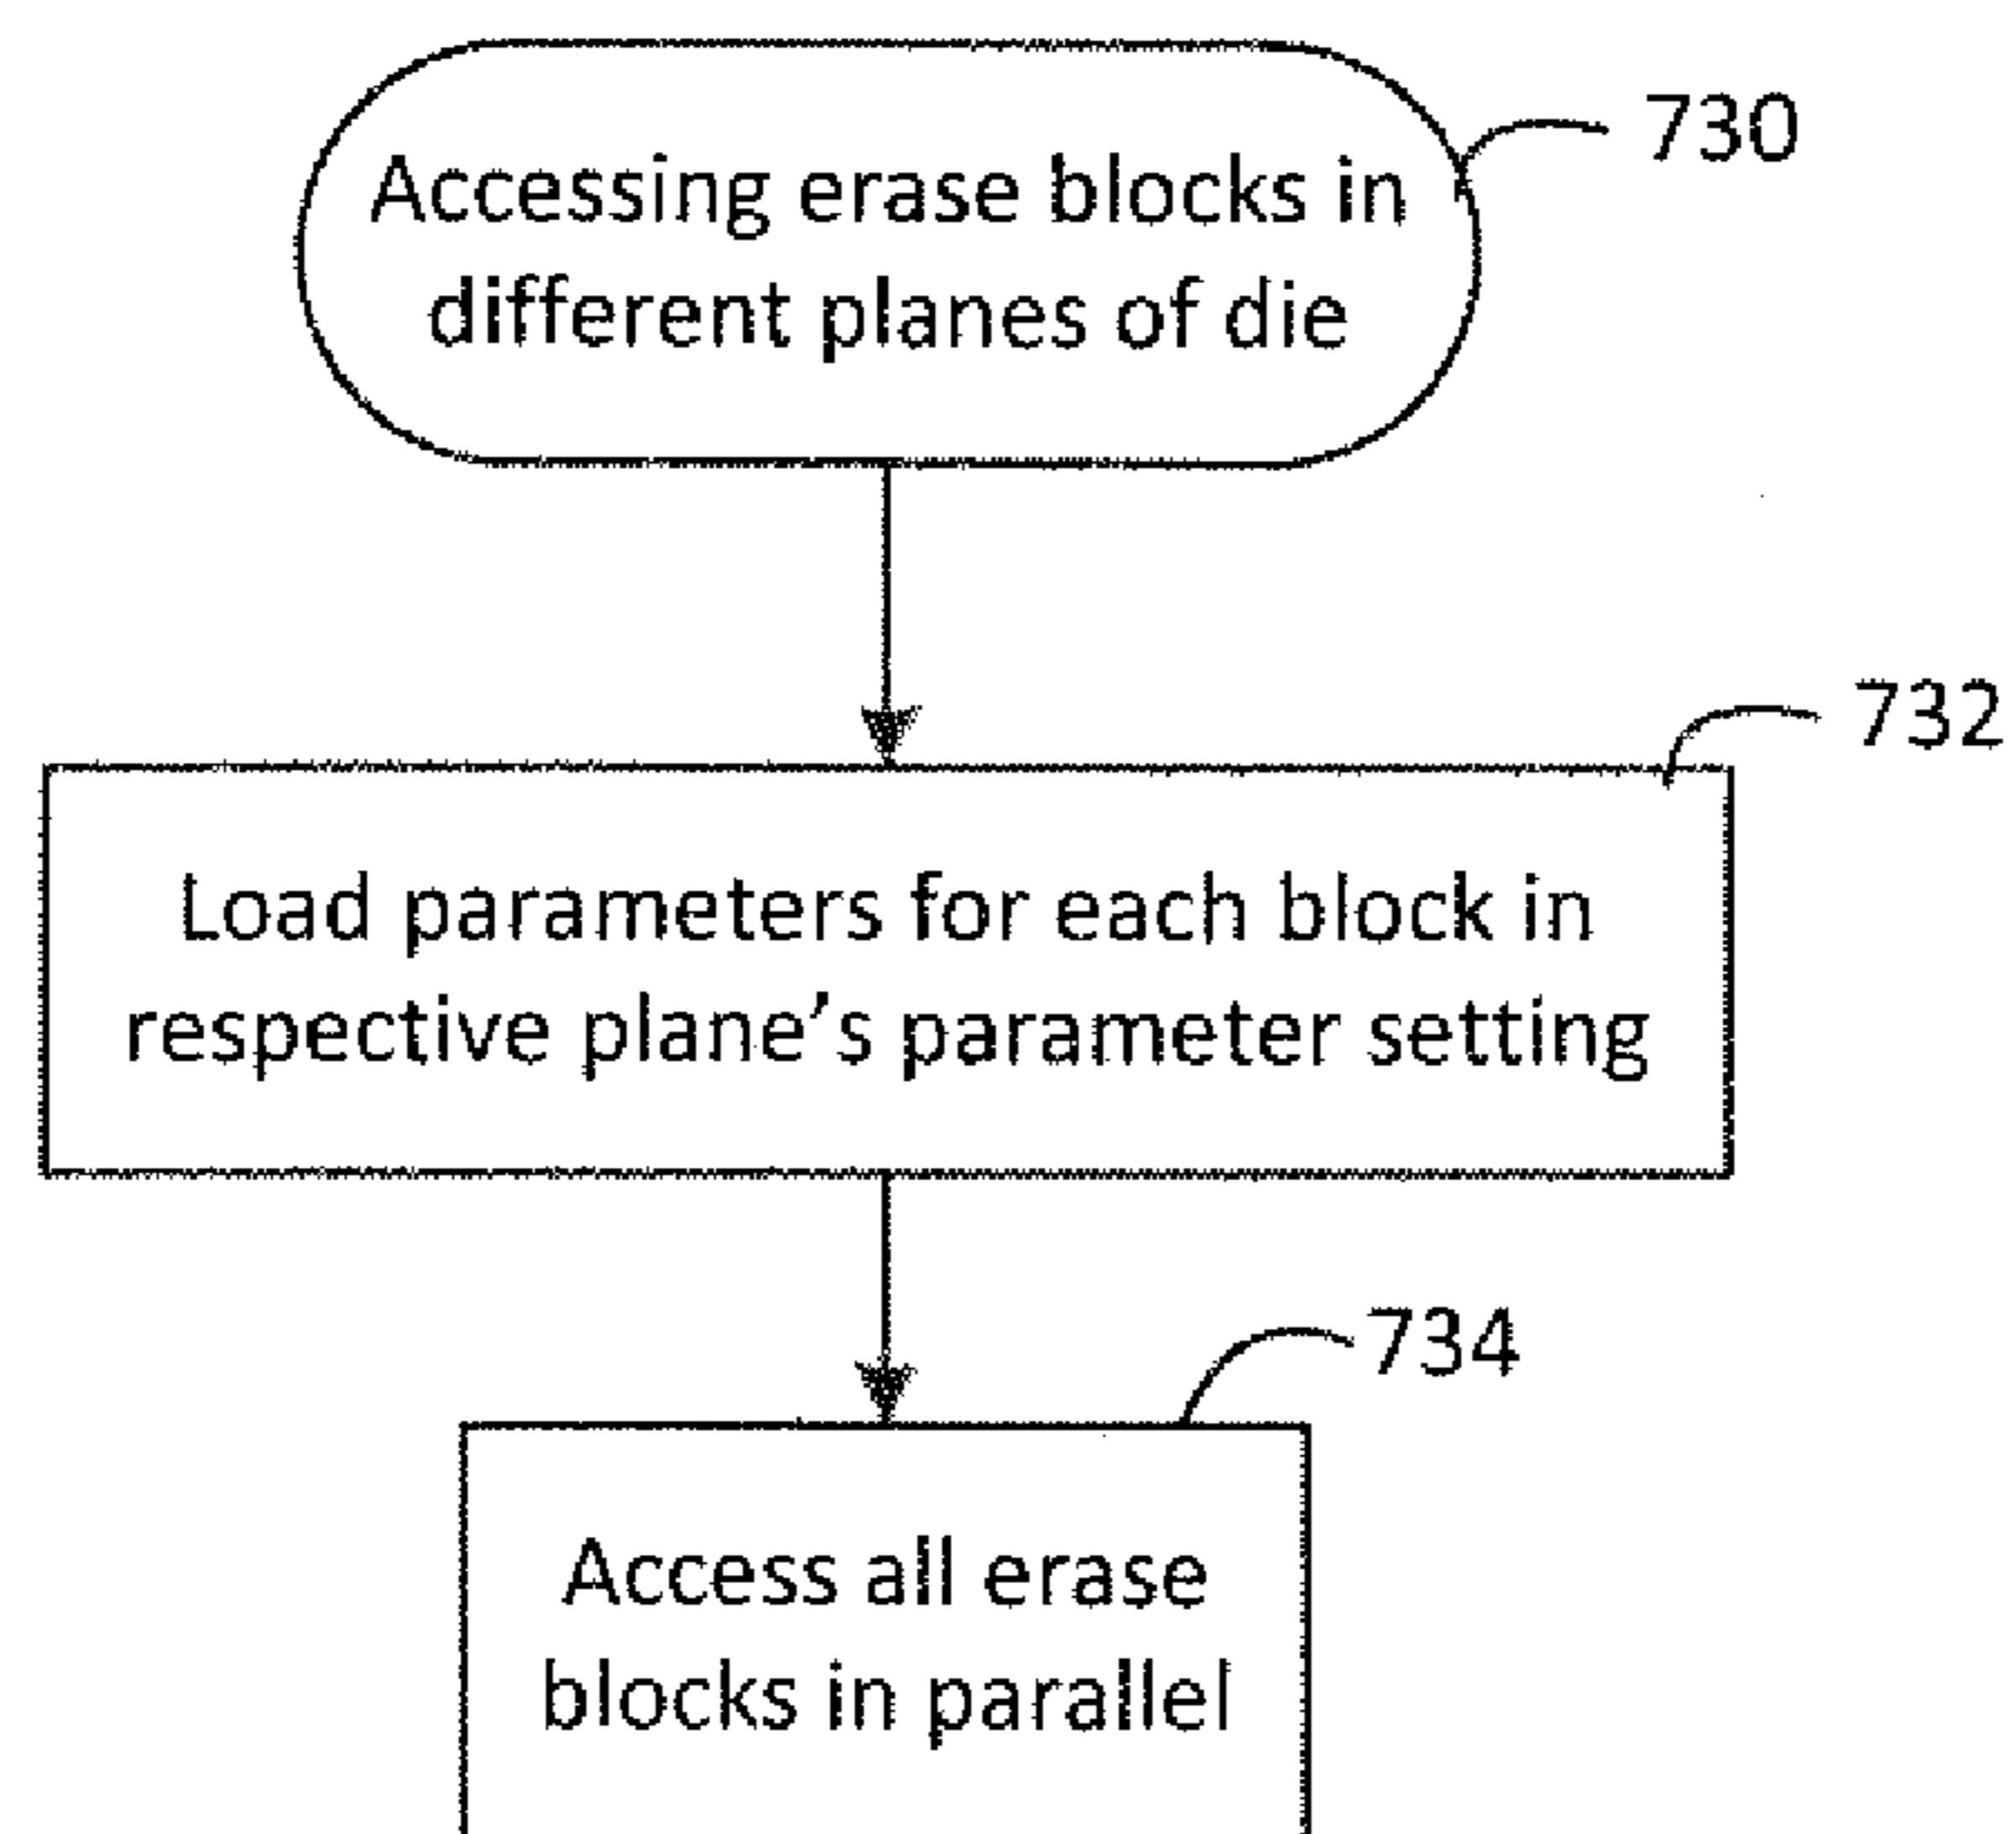 Accessing erase blocks in
different planes of die
730
732
Load parameters for each block in
respective plane’s parameter setting
734
Access all erase
blocks in parallel